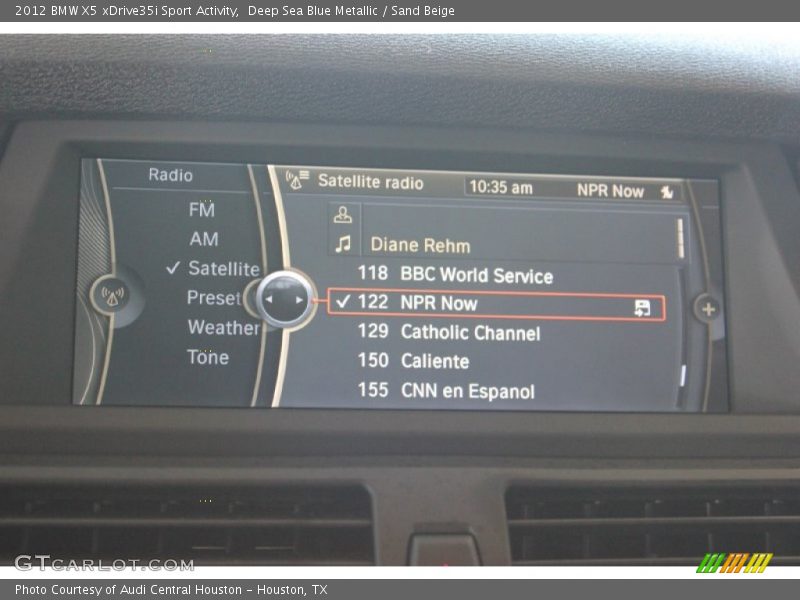 2012 BMW X5 xDrive35i Sport Activity,  Deep Sea Blue Metallic / Sand Beige
Radio
FM
AM
Satellite
Preset
Weather
Tone
Satellite radio
10:35 am
NPR Now
Diane Rehm
118 BBC World Service
122 NPR Now
129 Catholic Channel
150 Caliente
155 CNN en Espanol
GTCARLOT.COM
Photo Courtesy of Audi Central Houston - Houston, TX